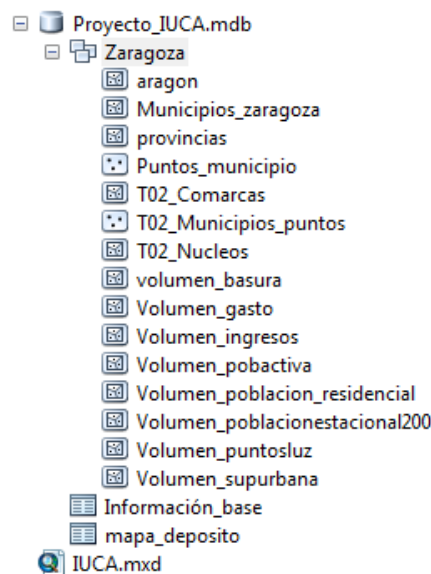 Proyecto_IUCA.mdb
Zaragoza
aragon
Municipios_zaragoza
provincias
Puntos_municipio
T02_Comarcas
T02_Municipios_puntos
T02_Nucleos
volumen_basura
Volumen_gasto
Volumen_ingresos
Volumen_pobactiva
Volumen_poblacion_residencial
Volumen_poblacionestacional200
Volumen_puntosluz
Volumen_supurbana
Información_base
mapa_deposito
IUCA.mxd